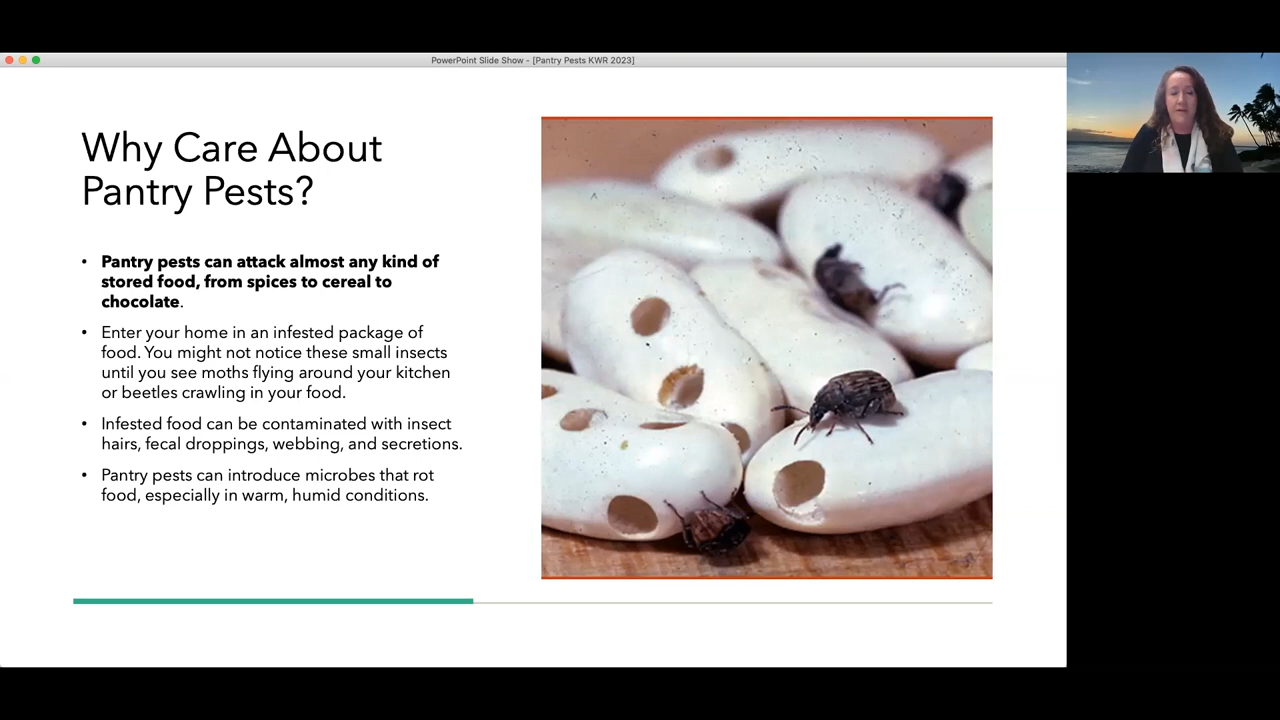 PowerPoint Slide Show - [Pantry Pests KWR 2023]
Why Care About
Pantry Pests?
• Pantry pests can attack almost any kind of
stored food, from spices to cereal to
chocolate.
• Enter your home in an infested package of
food. You might not notice these small insects
until you see moths flying around your kitchen
or beetles crawling in your food.
• Infested food can be contaminated with insect
hairs, fecal droppings, webbing, and secretions.
• Pantry pests can introduce microbes that rot
food, especially in warm, humid conditions.